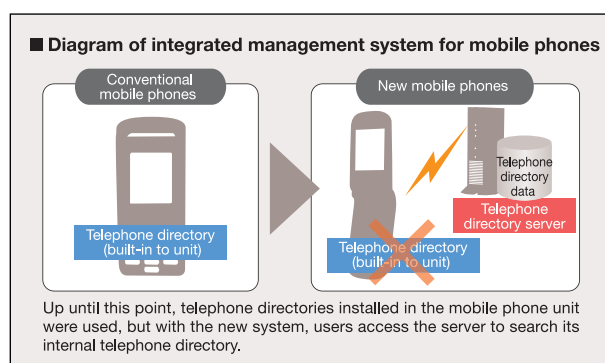 ■ Diagram of integrated management system for mobile phones
Conventional
mobile phones
Telephone directory
(built-in to unit)
New mobile phones
Telephone
directory
data
Telephone
directory server
Telephone directory
(built-in to unit)
Up until this point, telephone directories installed in the mobile phone unit
were used, but with the new system, users access the server to search its
internal telephone directory.